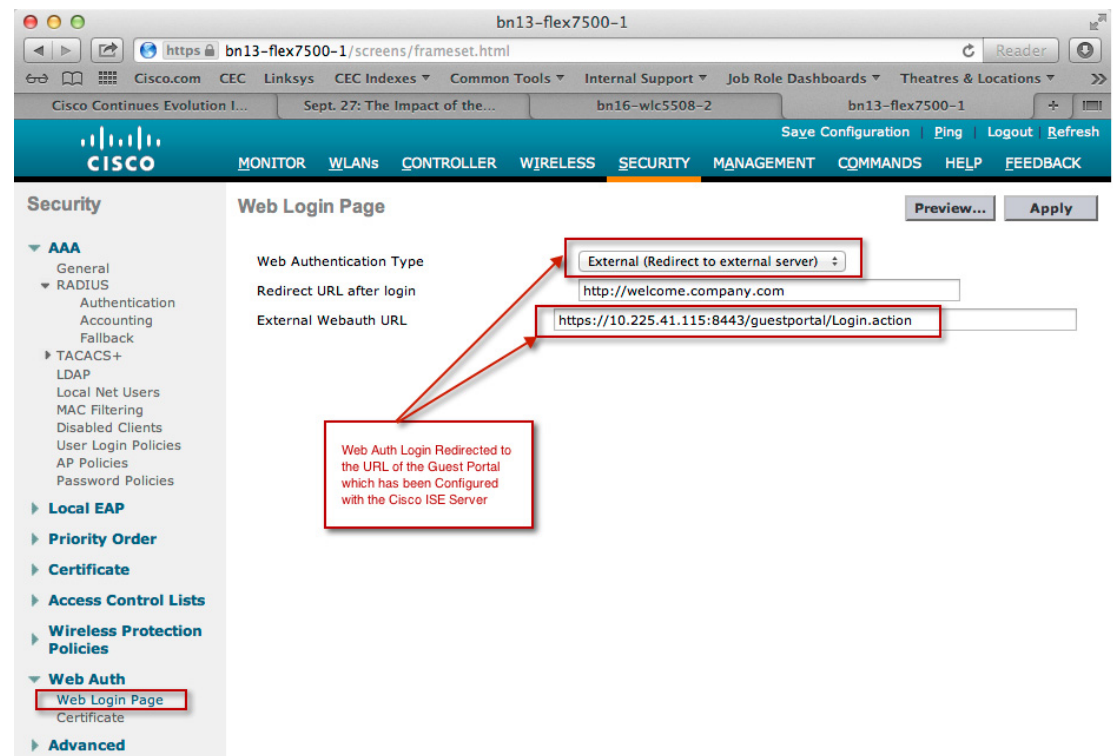 bn13-flex7500-1
https bn13-flex7500-1/screens/frameset.html Reader
Cisco.com CEC Linksys CEC Indexes Common Tools Internal Support Job Role Dashboards Theatres & Locations >>
Cisco Continues Evolution I... Sept. 27: The Impact of the... bn16-wlc5508-2 bn13-flex7500-1 +
Save Configuration | Ping | Logout | Refresh
CISCO MONITOR WLANs CONTROLLER WIRELESS SECURITY MANAGEMENT COMMANDS HELP FEEDBACK
Security
AAA
General
RADIUS
Authentication
Accounting
Fallback
TACACS+
LDAP
Local Net Users
MAC Filtering
Disabled Clients
User Login Policies
AP Policies
Password Policies
Local EAP
Priority Order
Certificate
Access Control Lists
Wireless Protection
Policies
Web Auth
Web Login Page
Certificate
Advanced
Web Login Page Preview... Apply
Web Authentication Type External (Redirect to external server)
Redirect URL after login http://welcome.company.com
External Webauth URL https://10.225.41.115:8443/guestportal/Login.action
Web Auth Login Redirected to
the URL of the Guest Portal
which has been Configured
with the Cisco ISE Server